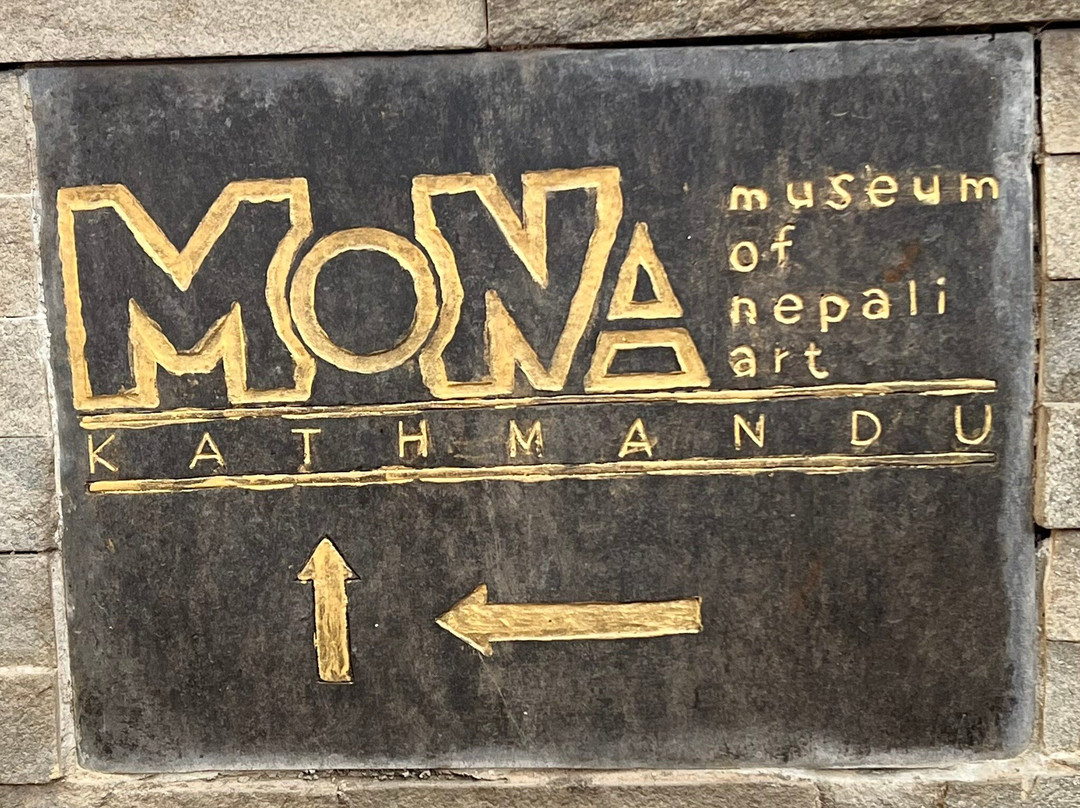 MoNA
museum
of
nepali
art
KATHMANDU